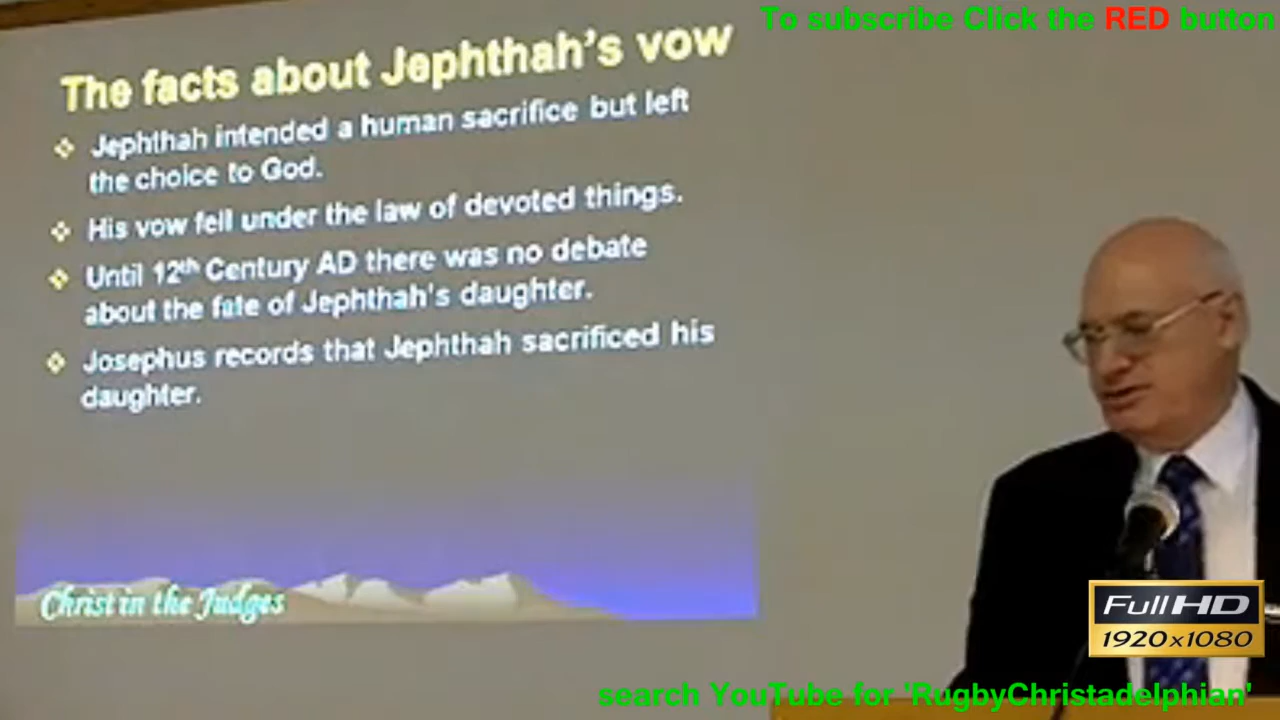 To subscribe Click the RED button
The facts about Jephthah's vow
Jephthah intended a human sacrifice but left
the choice to God.
His vow fell under the law of devoted things.
Until 12th Century AD there was no debate
about the fate of Jephthah's daughter.
Josephus records that Jephthah sacrificed his
daughter.
Christ in the Judges
Full HD
1920x1080
search YouTube for 'RugbyChristadelphian'